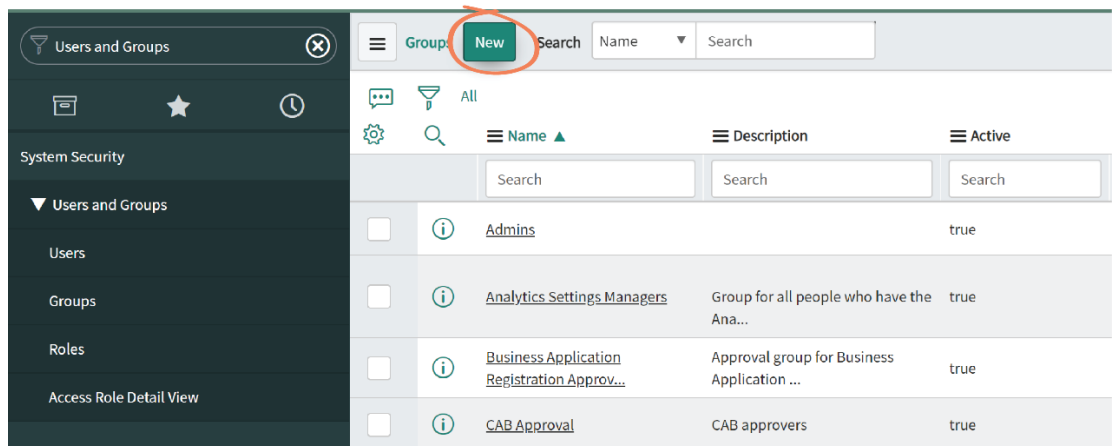 Users and Groups
Groups New Search Name Search
All
Name Description Active
System Security
Search Search Search
Users and Groups
Admins true
Users
Groups
Analytics Settings Managers Group for all people who have the true
Ana...
Roles
Business Application Approval group for Business
Registration Approv... Application ... true
Access Role Detail View
CAB Approval CAB approvers true